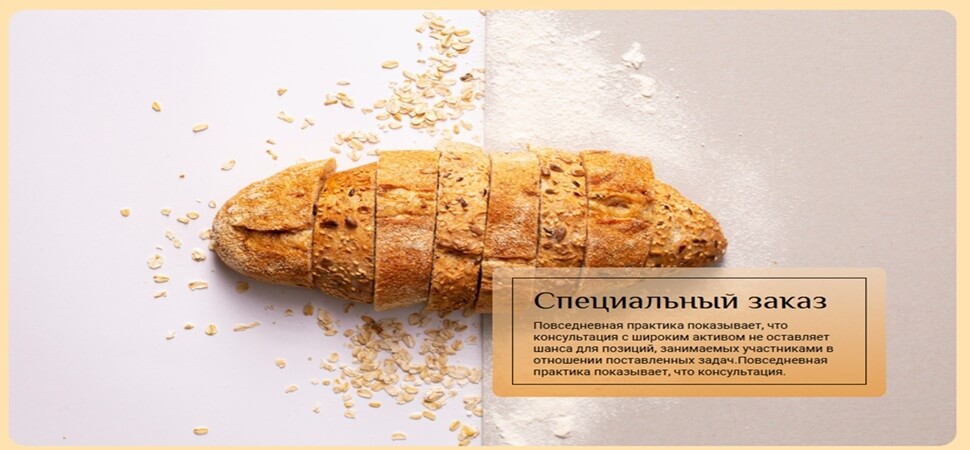 Специальный заказ
Повседневная практика показывает, что
консультация с широким активом не оставляет
шанса для позиций, занимаемых участниками в
отношении поставленных задач.Повседневная
практика показывает, что консультация.